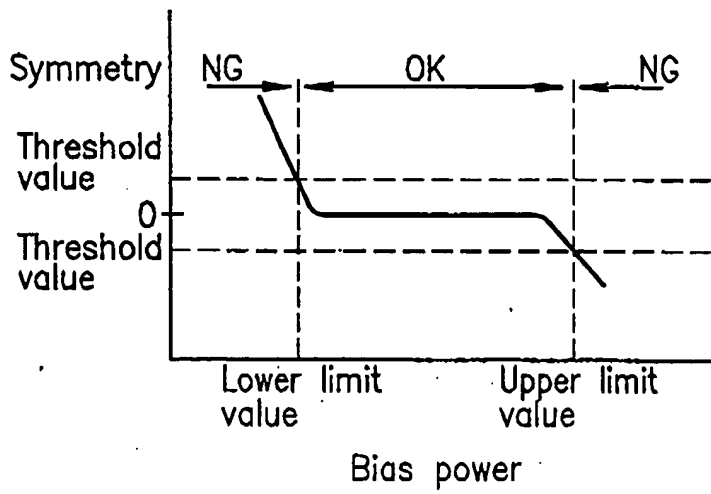 Symmetry
NG
OK
NG
Threshold
value
0
Threshold
value
Lower limit
value
Upper limit
value
Bias power